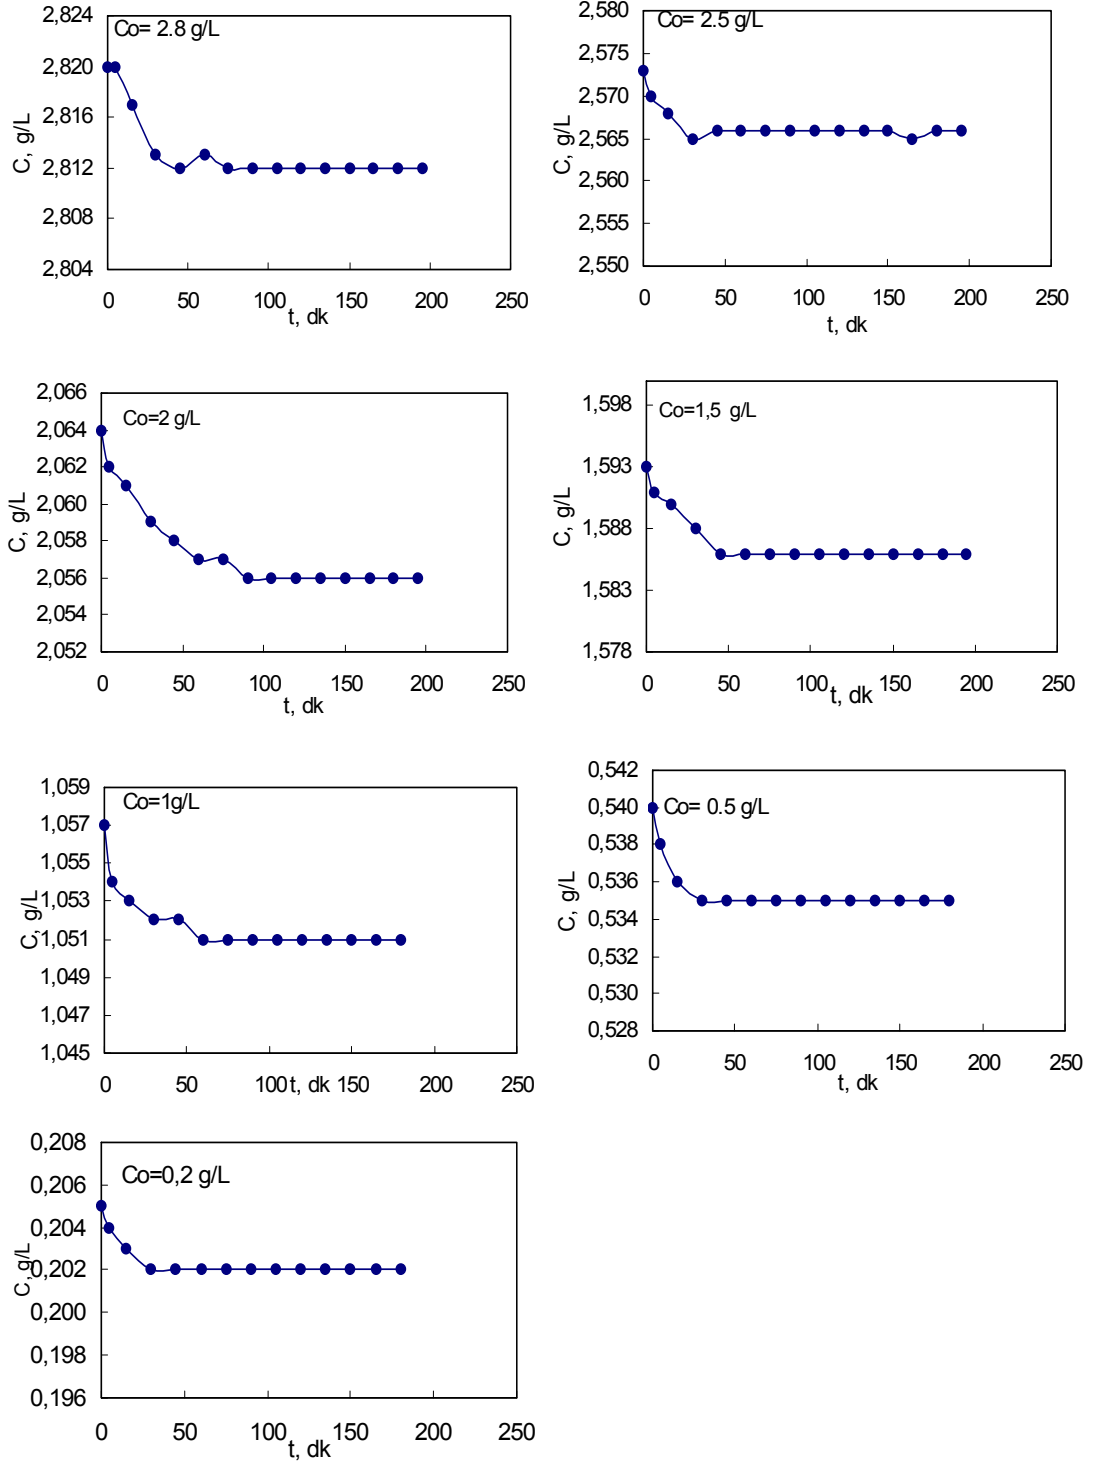 2,824
2,820
2,816
2,812
2,808
2,804
C, g/L
Co= 2.8 g/L
0 50 100 150 200 250
t, dk
2,580
2,575
2,570
2,565
2,560
2,555
2,550
C, g/L
Co= 2.5 g/L
0 50 100 150 200 250
t, dk
2,066
2,064
2,062
2,060
2,058
2,056
2,054
2,052
C, g/L
Co=2 g/L
0 50 100 150 200 250
t, dk
1,598
1,593
1,588
1,583
1,578
C, g/L
Co=1,5 g/L
0 50 100 150 200 250
t, dk
1,059
1,057
1,055
1,053
1,051
1,049
1,047
1,045
C, g/L
Co=1g/L
0 50 100 150 200 250
t, dk
0,542
0,540
0,538
0,536
0,534
0,532
0,530
0,528
C, g/L
Co= 0.5 g/L
0 50 100 150 200 250
t, dk
0,208
0,206
0,204
0,202
0,200
0,198
0,196
C, g/L
Co=0,2 g/L
0 50 100 150 200 250
t, dk